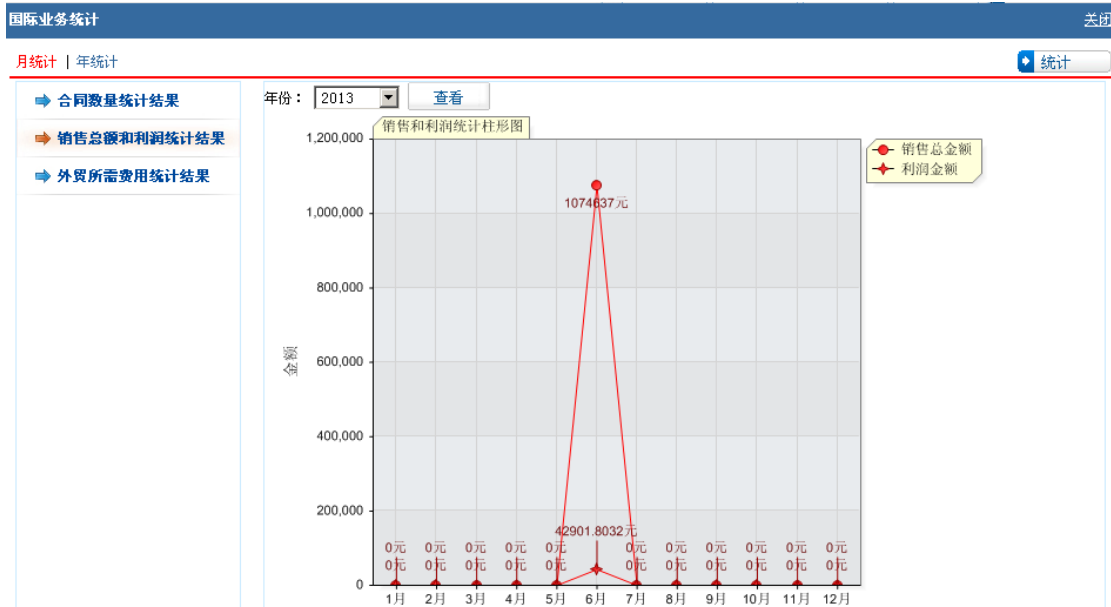 国际业务统计 关闭
月统计 | 年统计 统计
合同数量统计结果
销售总额和利润统计结果
外贸所需费用统计结果
年份： 2013 查看
销售和利润统计柱形图
销售总金额
利润金额
金额
1,200,000
1,000,000
800,000
600,000
400,000
200,000
0
1074637元
42901.8032元
0元 0元 0元 0元 0元 0元 0元 0元 0元 0元 0元
0元 0元 0元 0元 0元 0元 0元 0元 0元 0元 0元
1月 2月 3月 4月 5月 6月 7月 8月 9月 10月 11月 12月